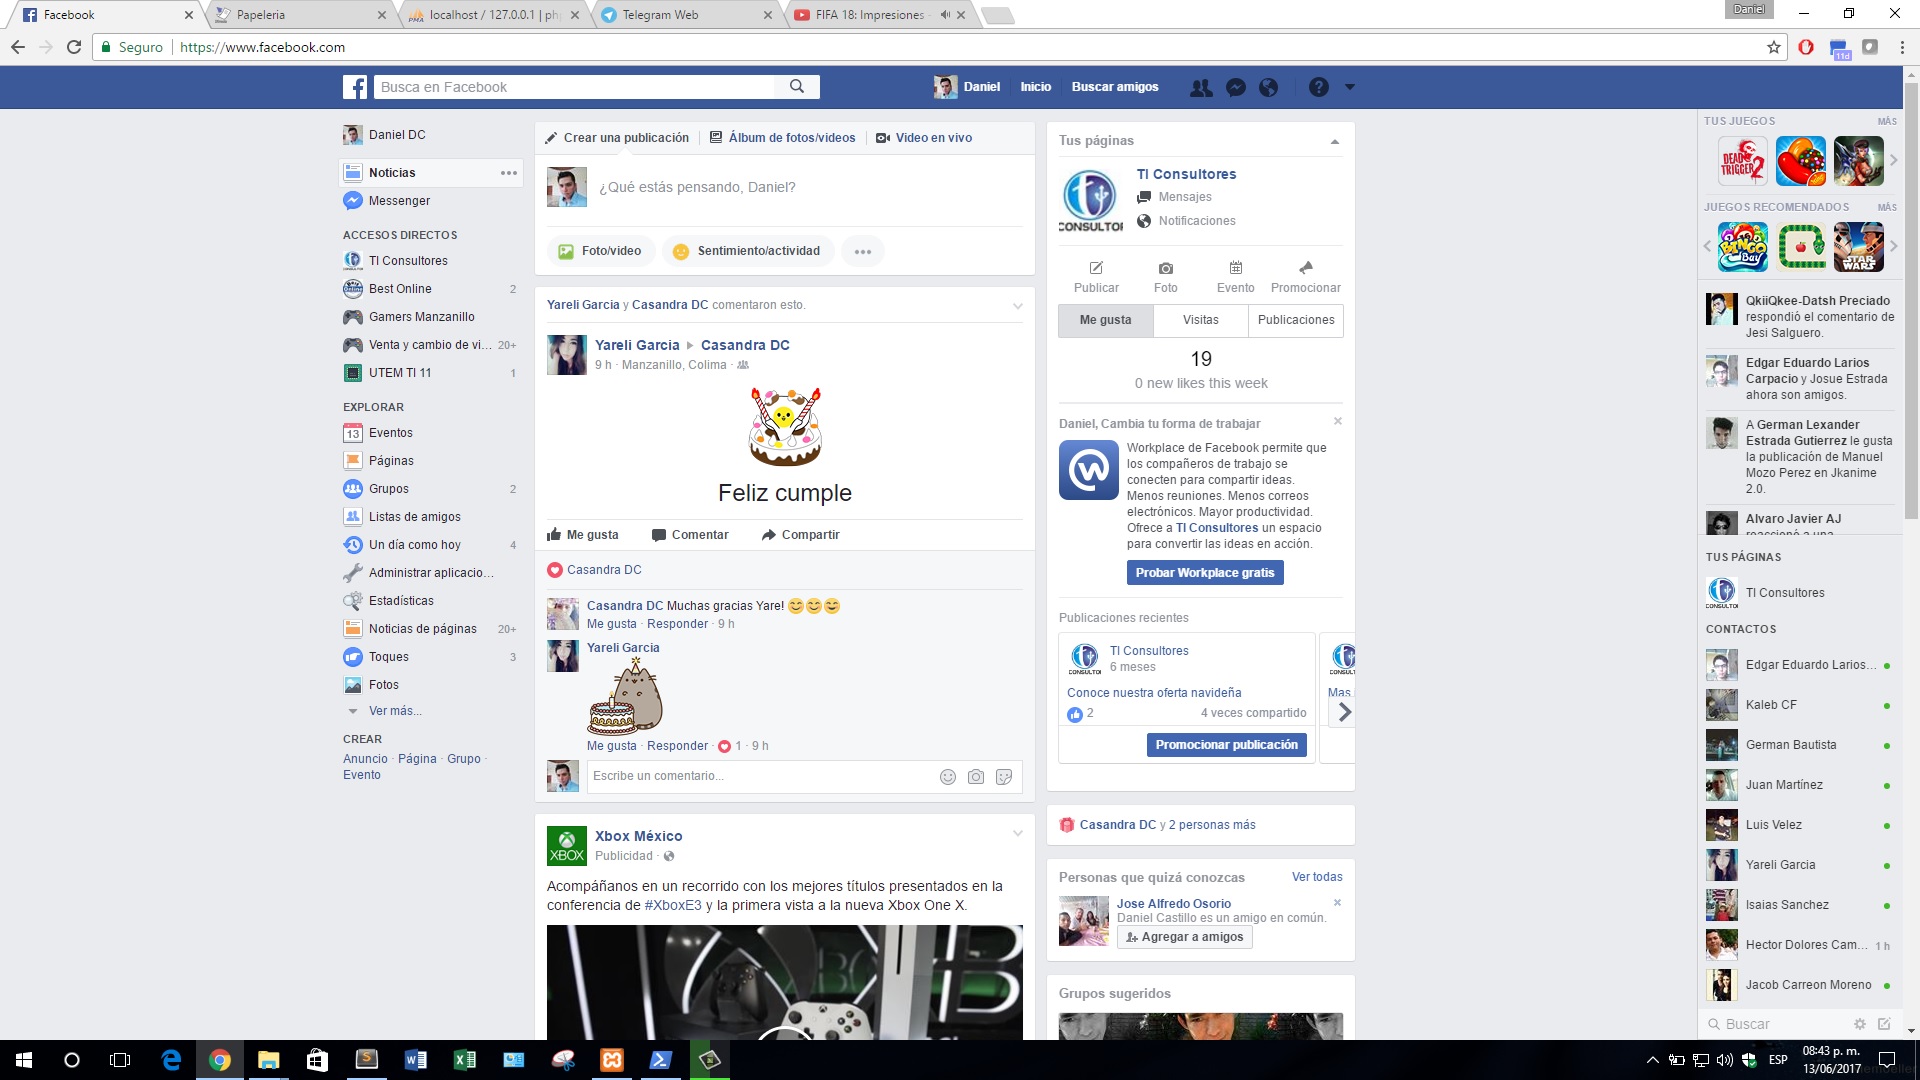 Facebook
Papeleria
localhost / 127.0.0.1 | ph
Telegram Web
FIFA 18: Impresiones
Daniel
Seguro
https://www.facebook.com
11d
Busca en Facebook
Daniel
Inicio
Buscar amigos
Daniel DC
Noticias
Messenger
ACCESOS DIRECTOS
TI Consultores
Best Online 2
Gamers Manzanillo
Venta y cambio de vi... 20+
UTEM TI 11 1
EXPLORAR
13 Eventos
Páginas
Grupos 2
Listas de amigos
Un día como hoy 4
Administrar aplicacio...
Estadísticas
Noticias de páginas 20+
Toques 3
Fotos
Ver más...
CREAR
Anuncio · Página · Grupo ·
Evento
Crear una publicación
Álbum de fotos/videos
Video en vivo
¿Qué estás pensando, Daniel?
Foto/video
Sentimiento/actividad
Yareli Garcia y Casandra DC comentaron esto.
Yareli Garcia ▸ Casandra DC
9 h · Manzanillo, Colima ·
Feliz cumple
Me gusta
Comentar
Compartir
Casandra DC
Casandra DC Muchas gracias Yare! 😊😊😊
Me gusta · Responder · 9 h
Yareli Garcia
Me gusta · Responder · 1 · 9 h
Escribe un comentario...
XBOX
Xbox México
Publicidad ·
Acompáñanos en un recorrido con los mejores títulos presentados en la
conferencia de #XboxE3 y la primera vista a la nueva Xbox One X.
Tus páginas
CONSULTOR
TI Consultores
Mensajes
Notificaciones
Publicar
Foto
Evento
Promocionar
Me gusta
Visitas
Publicaciones
19
0 new likes this week
Daniel, Cambia tu forma de trabajar
Workplace de Facebook permite que
los compañeros de trabajo se
conecten para compartir ideas.
Menos reuniones. Menos correos
electrónicos. Mayor productividad.
Ofrece a TI Consultores un espacio
para convertir las ideas en acción.
Probar Workplace gratis
Publicaciones recientes
TI Consultores
6 meses
Conoce nuestra oferta navideña
2
4 veces compartido
Promocionar publicación
Mas
Casandra DC y 2 personas más
Personas que quizá conozcas
Ver todas
Jose Alfredo Osorio
Daniel Castillo es un amigo en común.
Agregar a amigos
Grupos sugeridos
TUS JUEGOS
MÁS
DEAD TRIGGER 2
JUEGOS RECOMENDADOS
MÁS
BINGO Bay
STAR WARS
QkiiQkee-Datsh Preciado
respondió el comentario de
Jesi Salguero.
Edgar Eduardo Larios
Carpacio y Josue Estrada
ahora son amigos.
A German Lexander
Estrada Gutierrez le gusta
la publicación de Manuel
Mozo Perez en Jkanime
2.0.
Alvaro Javier AJ
reaccionó a una
TUS PÁGINAS
TI Consultores
CONTACTOS
Edgar Eduardo Larios...
Kaleb CF
German Bautista
Juan Martínez
Luis Velez
Yareli Garcia
Isaias Sanchez
Hector Dolores Cam... 1 h
Jacob Carreon Moreno
Buscar
ESP
08:43 p. m.
13/06/2017